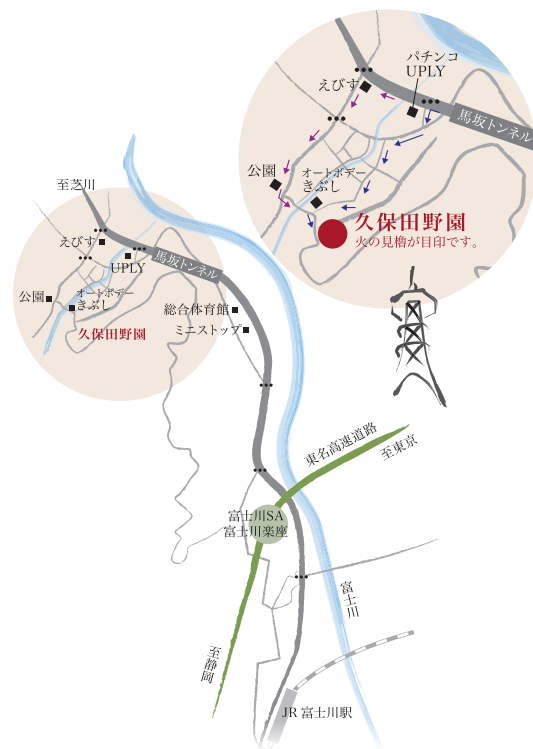 パチンコ
UPLY
えびす
馬坂トンネル
公園
オートボデー
きぶし
久保田野園
火の見櫓が目印です。
至芝川
えびす
UPLY
馬坂トンネル
公園
オートボデー
きぶし
久保田野園
総合体育館
ミニストップ
東名高速道路
至東京
富士川SA
富士川楽座
富士川
至静岡
JR 富士川駅